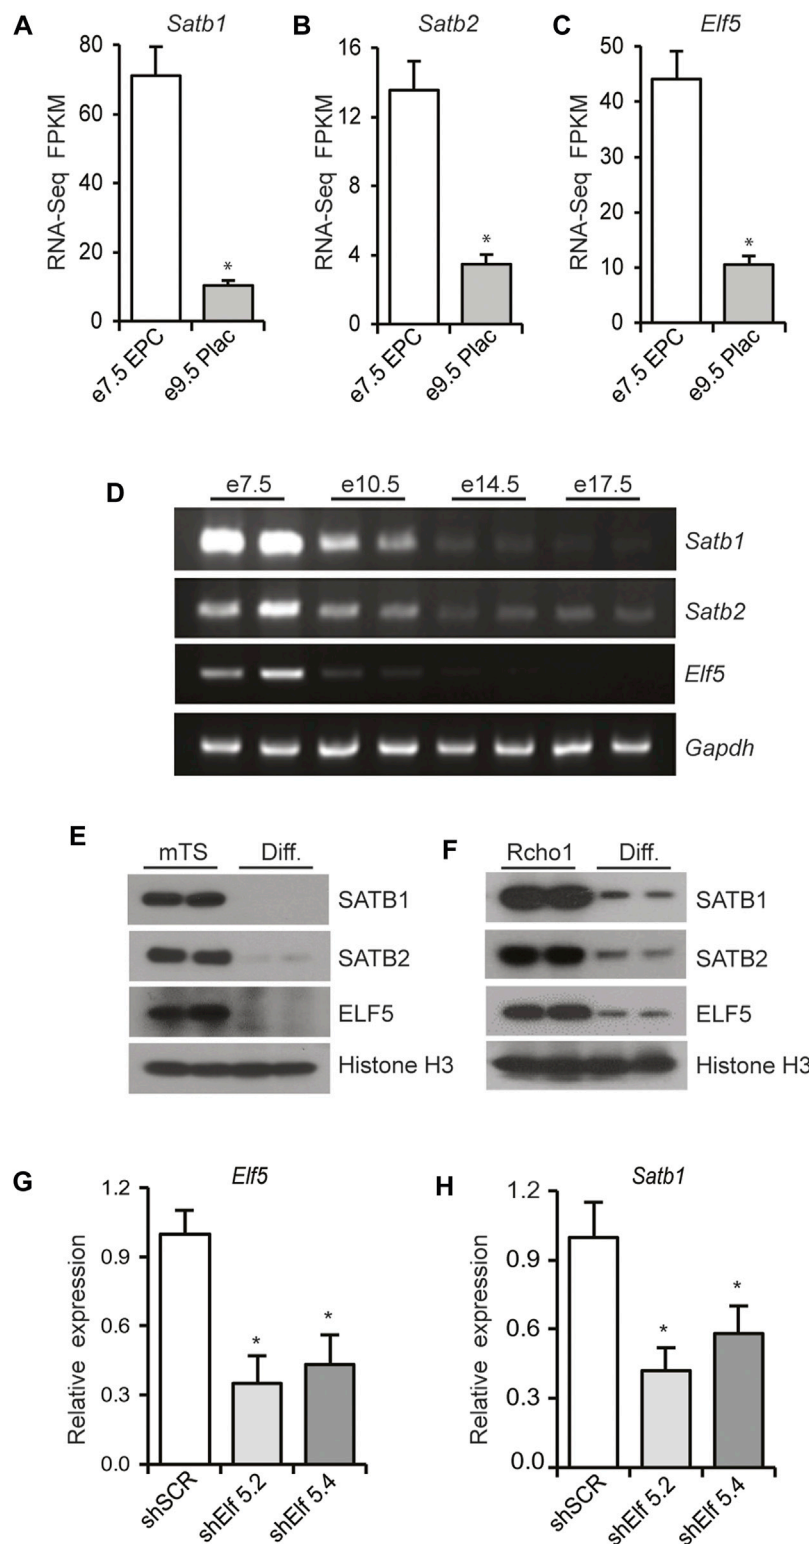 A
Satb1
RNA-Seq FPKM
80
60
40
20
0
*
e7.5 EPC
e9.5 Plac
B
Satb2
RNA-Seq FPKM
16
12
8
4
0
*
e7.5 EPC
e9.5 Plac
C
Elf5
RNA-Seq FPKM
50
40
30
20
10
0
*
e7.5 EPC
e9.5 Plac
D
e7.5 e10.5 e14.5 e17.5
Satb1
Satb2
Elf5
Gapdh
E
mTS Diff.
SATB1
SATB2
ELF5
Histone H3
F
Rcho1 Diff.
SATB1
SATB2
ELF5
Histone H3
G
Elf5
Relative expression
1.2
0.9
0.6
0.3
0.0
*
*
shSCR
shElf 5.2
shElf 5.4
H
Satb1
Relative expression
1.2
0.9
0.6
0.3
0.0
*
*
shSCR
shElf 5.2
shElf 5.4